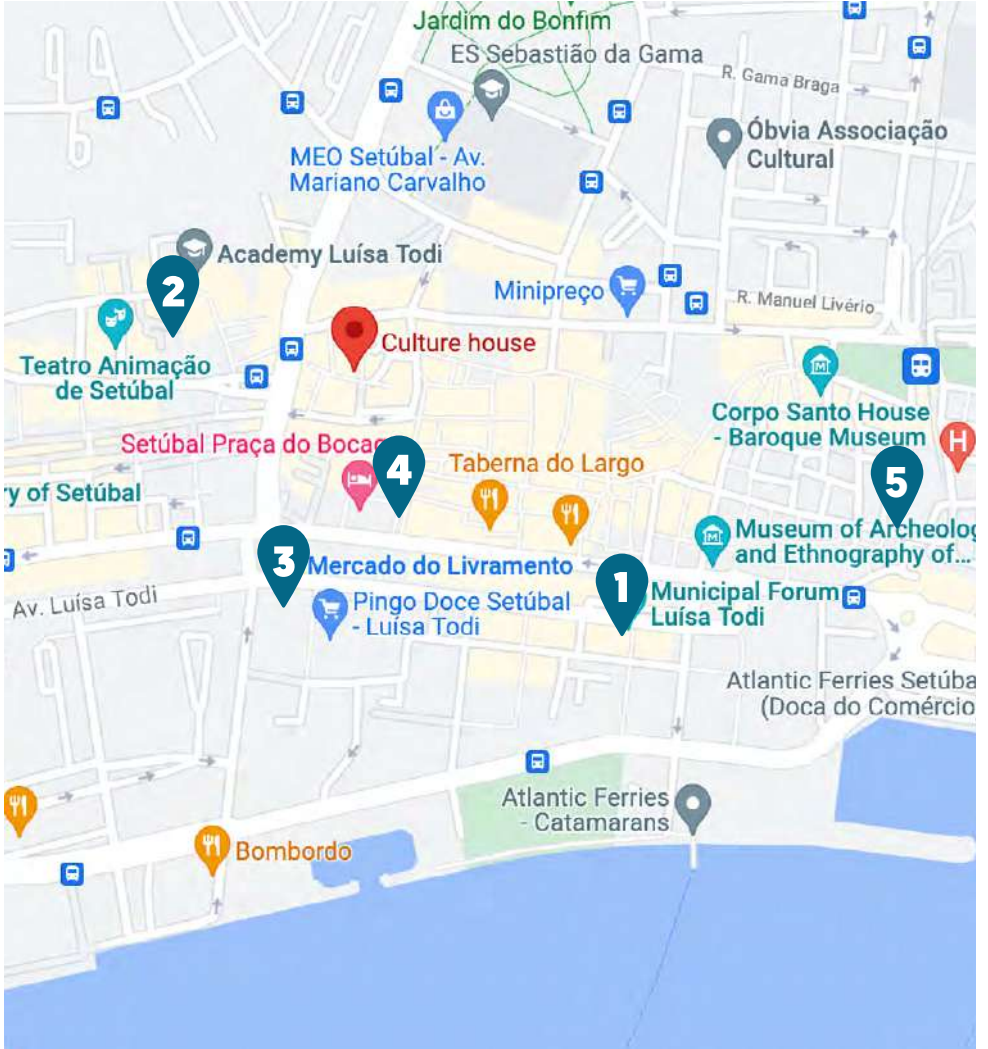 Jardim do Bonfim
ES Sebastião da Gama
R. Gama Braga
MEO Setúbal - Av.
Mariano Carvalho
Óbvia Associação
Cultural
Academy Luísa Todi
2
Minipreço
R. Manuel Livério
Teatro Animação
de Setúbal
Culture house
Corpo Santo House
- Baroque Museum
H
Setúbal Praça do Bocag
4
Taberna do Largo
5
ry of Setúbal
Museum of Archeolog
and Ethnography of...
3
Mercado do Livramento
1
Av. Luísa Todi
Pingo Doce Setúbal
- Luísa Todi
Municipal Forum
Luísa Todi
Atlantic Ferries Setúba
(Doca do Comércio
Atlantic Ferries
- Catamarans
Bombordo